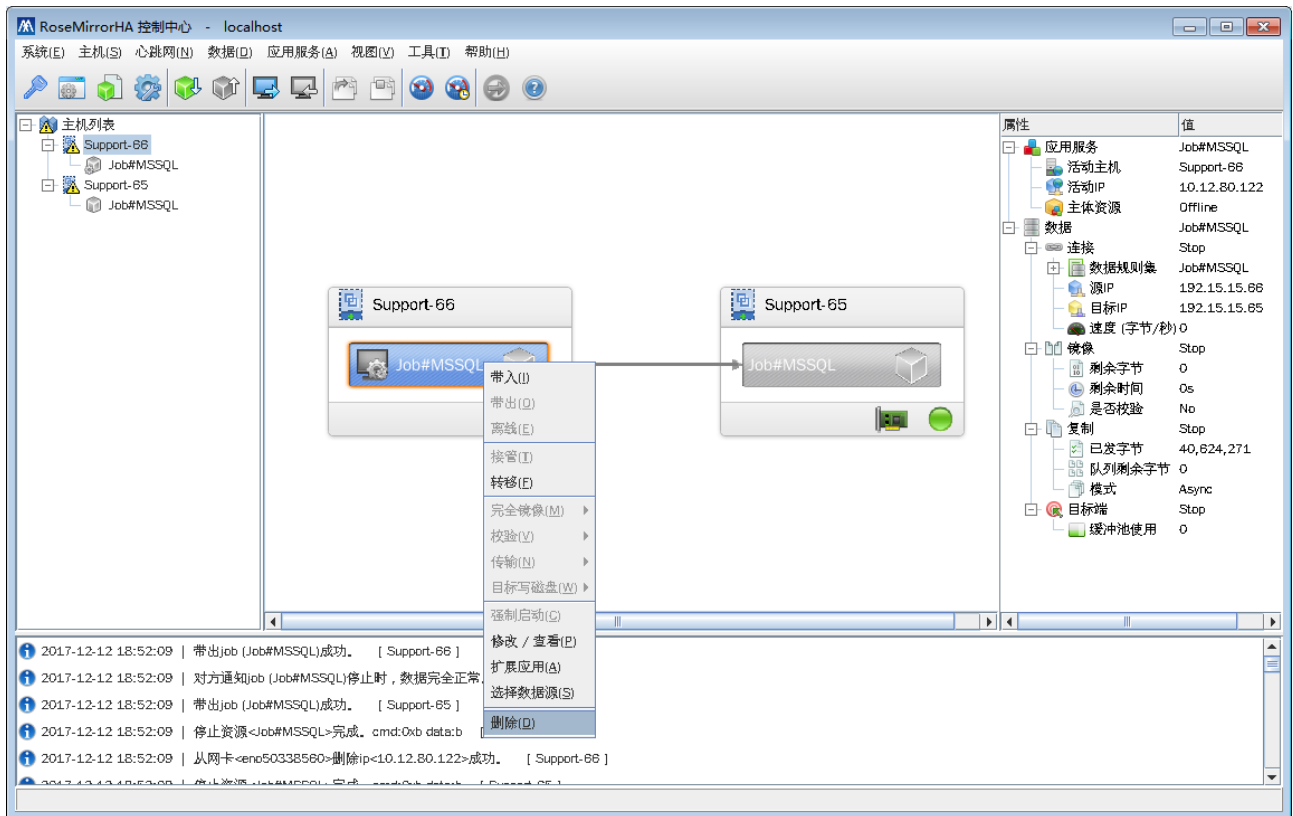 RoseMirrorHA 控制中心 - localhost
系统(E) 主机(S) 心跳网(N) 数据(D) 应用服务(A) 视图(V) 工具(T) 帮助(H)
主机列表
Support-66
Job#MSSQL
Support-65
Job#MSSQL
Support-66
Job#MSSQL
Support-65
Job#MSSQL
带入(I)
带出(O)
离线(E)
接管(T)
转移(F)
完全镜像(M)
校验(V)
传输(N)
目标写磁盘(W)
强制启动(C)
修改 / 查看(P)
扩展应用(A)
选择数据源(S)
删除(D)
属性 值
应用服务 Job#MSSQL
活动主机 Support-66
活动IP 10.12.80.122
主体资源 Offline
数据 Job#MSSQL
连接 Stop
数据规则集 Job#MSSQL
源IP 192.15.15.66
目标IP 192.15.15.65
速度 (字节/秒) 0
镜像 Stop
剩余字节 0
剩余时间 0s
是否校验 No
复制 Stop
已发字节 40,624,271
队列剩余字节 0
模式 Async
目标端 Stop
缓冲池使用 0
2017-12-12 18:52:09 | 带出job (Job#MSSQL)成功。 [ Support-66 ]
2017-12-12 18:52:09 | 对方通知job (Job#MSSQL)停止时，数据完全正常
2017-12-12 18:52:09 | 带出job (Job#MSSQL)成功。 [ Support-65 ]
2017-12-12 18:52:09 | 停止资源<Job#MSSQL>完成。cmd:0xb data:b [
2017-12-12 18:52:09 | 从网卡<eno50338560>删除ip<10.12.80.122>成功。 [ Support-66 ]